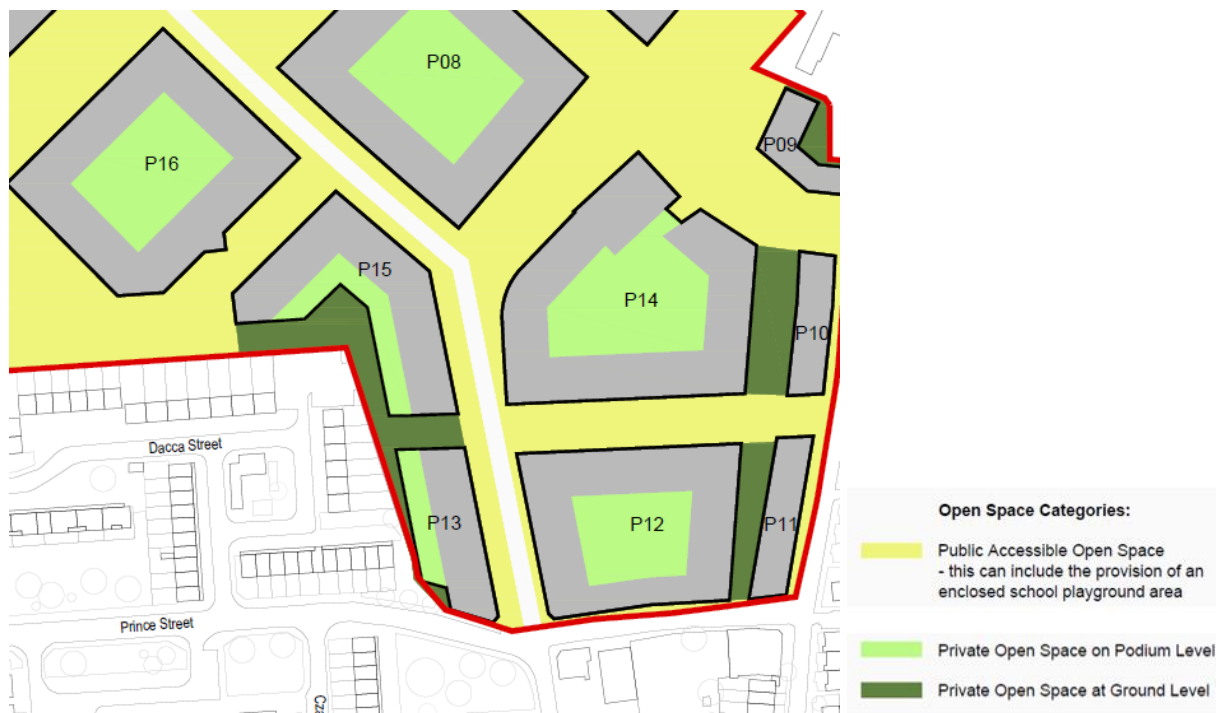 P08
P16
P09
P15
P14
P10
Dacca Street
P13
P12
P11
Prince Street
Cza
Open Space Categories:
Public Accessible Open Space
- this can include the provision of an
enclosed school playground area
Private Open Space on Podium Level
Private Open Space at Ground Level